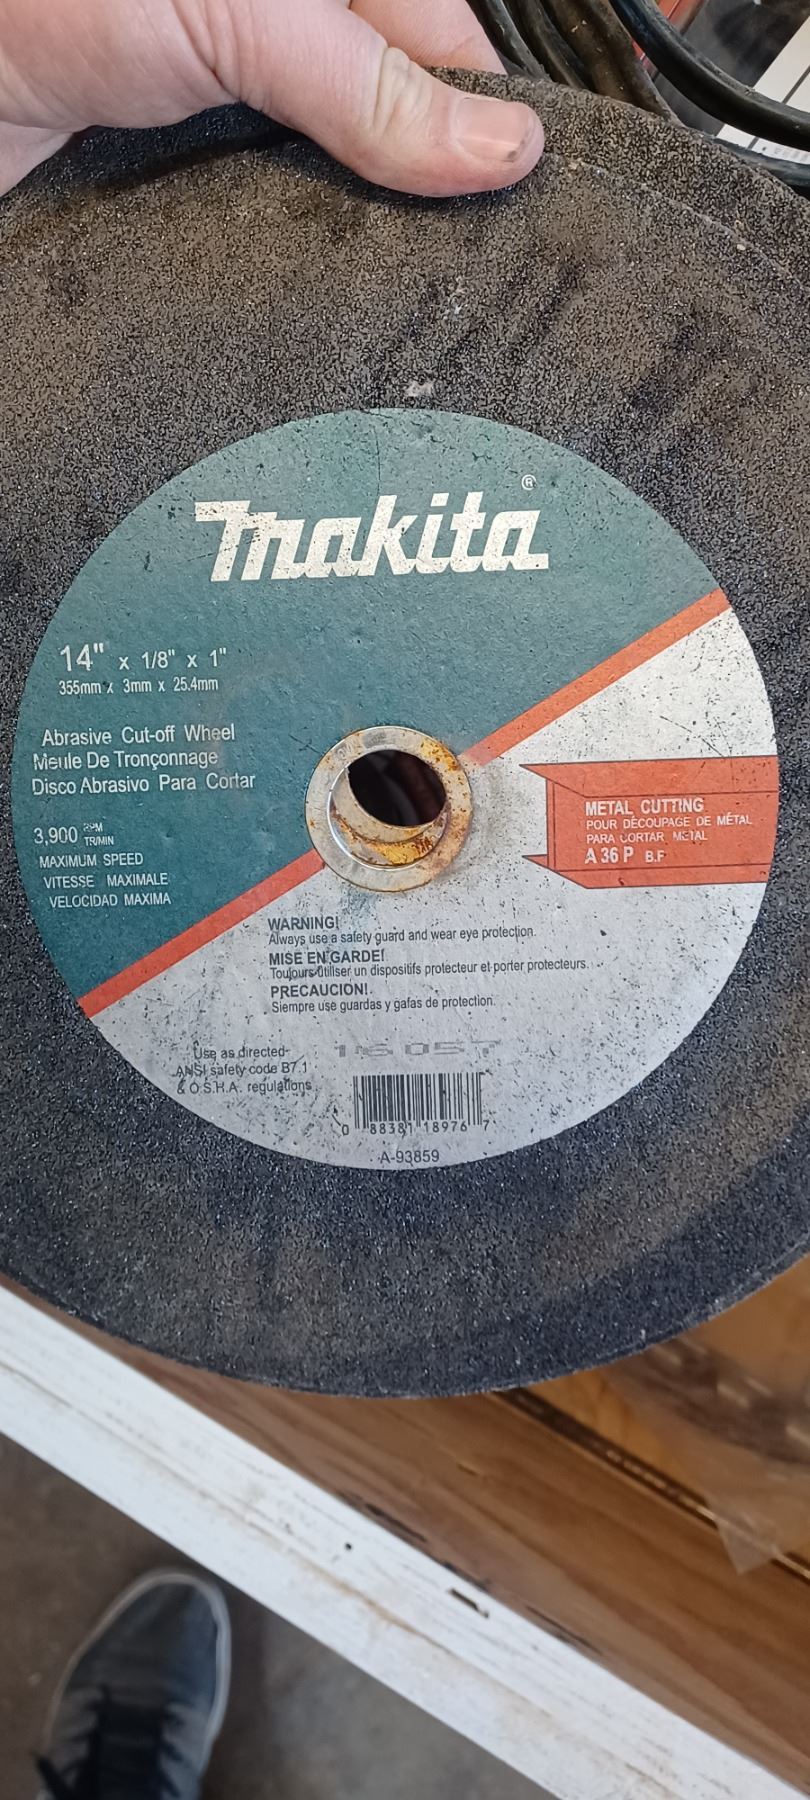 Makita®
14" x 1/8" x 1"
355mm x 3mm x 25.4mm
Abrasive Cut-off Wheel
Meule De Tronçonnage
Disco Abrasivo Para Cortar
3,900 RPM
TR/MIN
MAXIMUM SPEED
VITESSE MAXIMALE
VELOCIDAD MAXIMA
METAL CUTTING
POUR DÉCOUPAGE DE MÉTAL
PARA CORTAR METAL
A 36 P B.F
WARNING!
Always use a safety guard and wear eye protection.
MISE EN GARDE!
Toujours utiliser un dispositifs protecteur et porter protecteurs.
PRECAUCION!
Siempre use guardas y gafas de protection.
Use as directed-
ANSI safety code B7.1
& O.S.H.A. regulations
0 88381 18976 7
A-93859